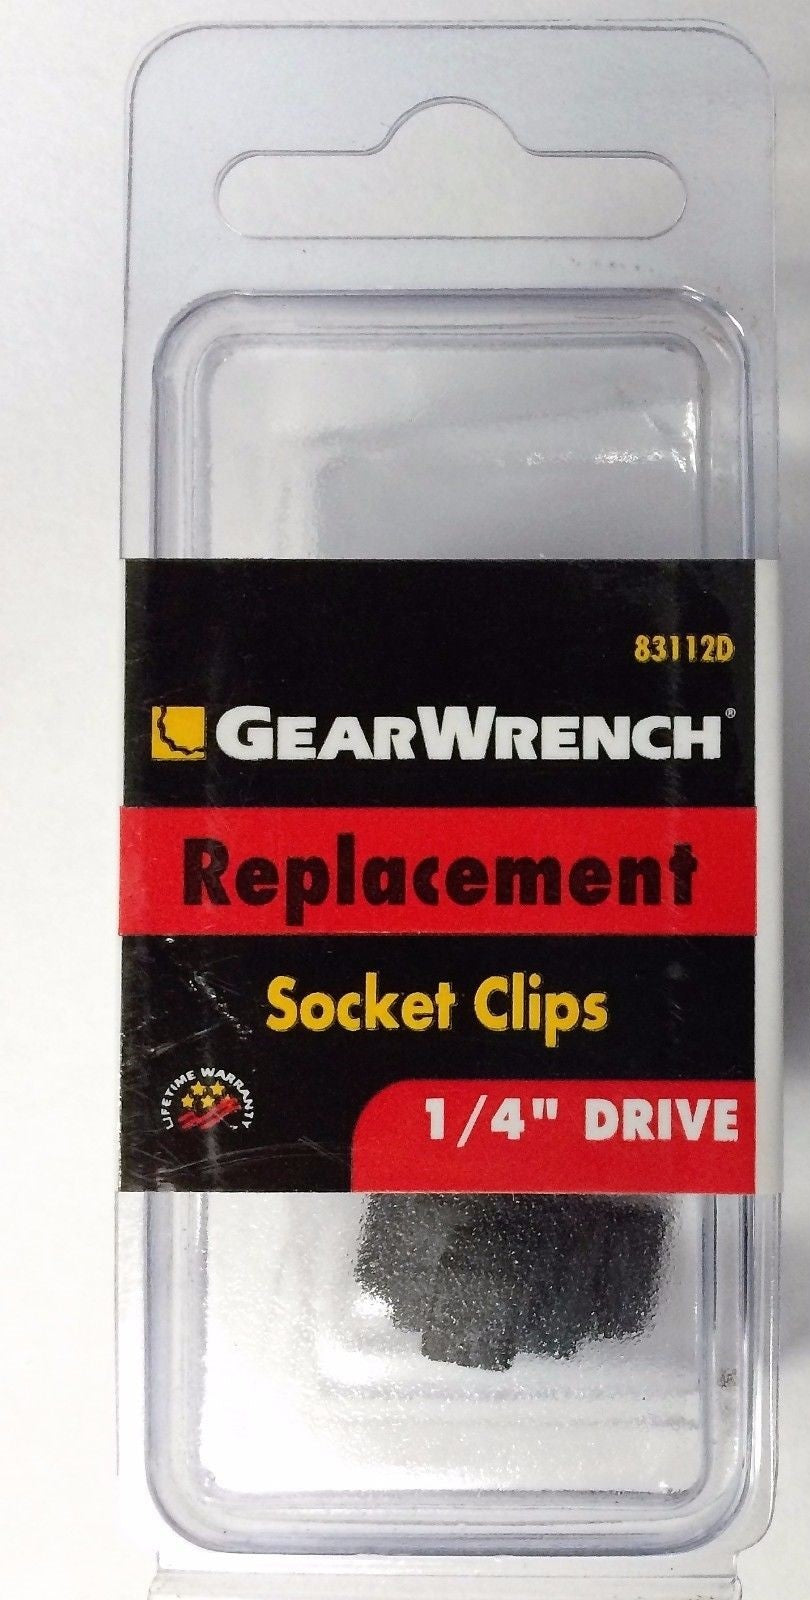 83112D
GEARWRENCH®
Replacement
Socket Clips
LIFETIME WARRANTY
1/4" DRIVE